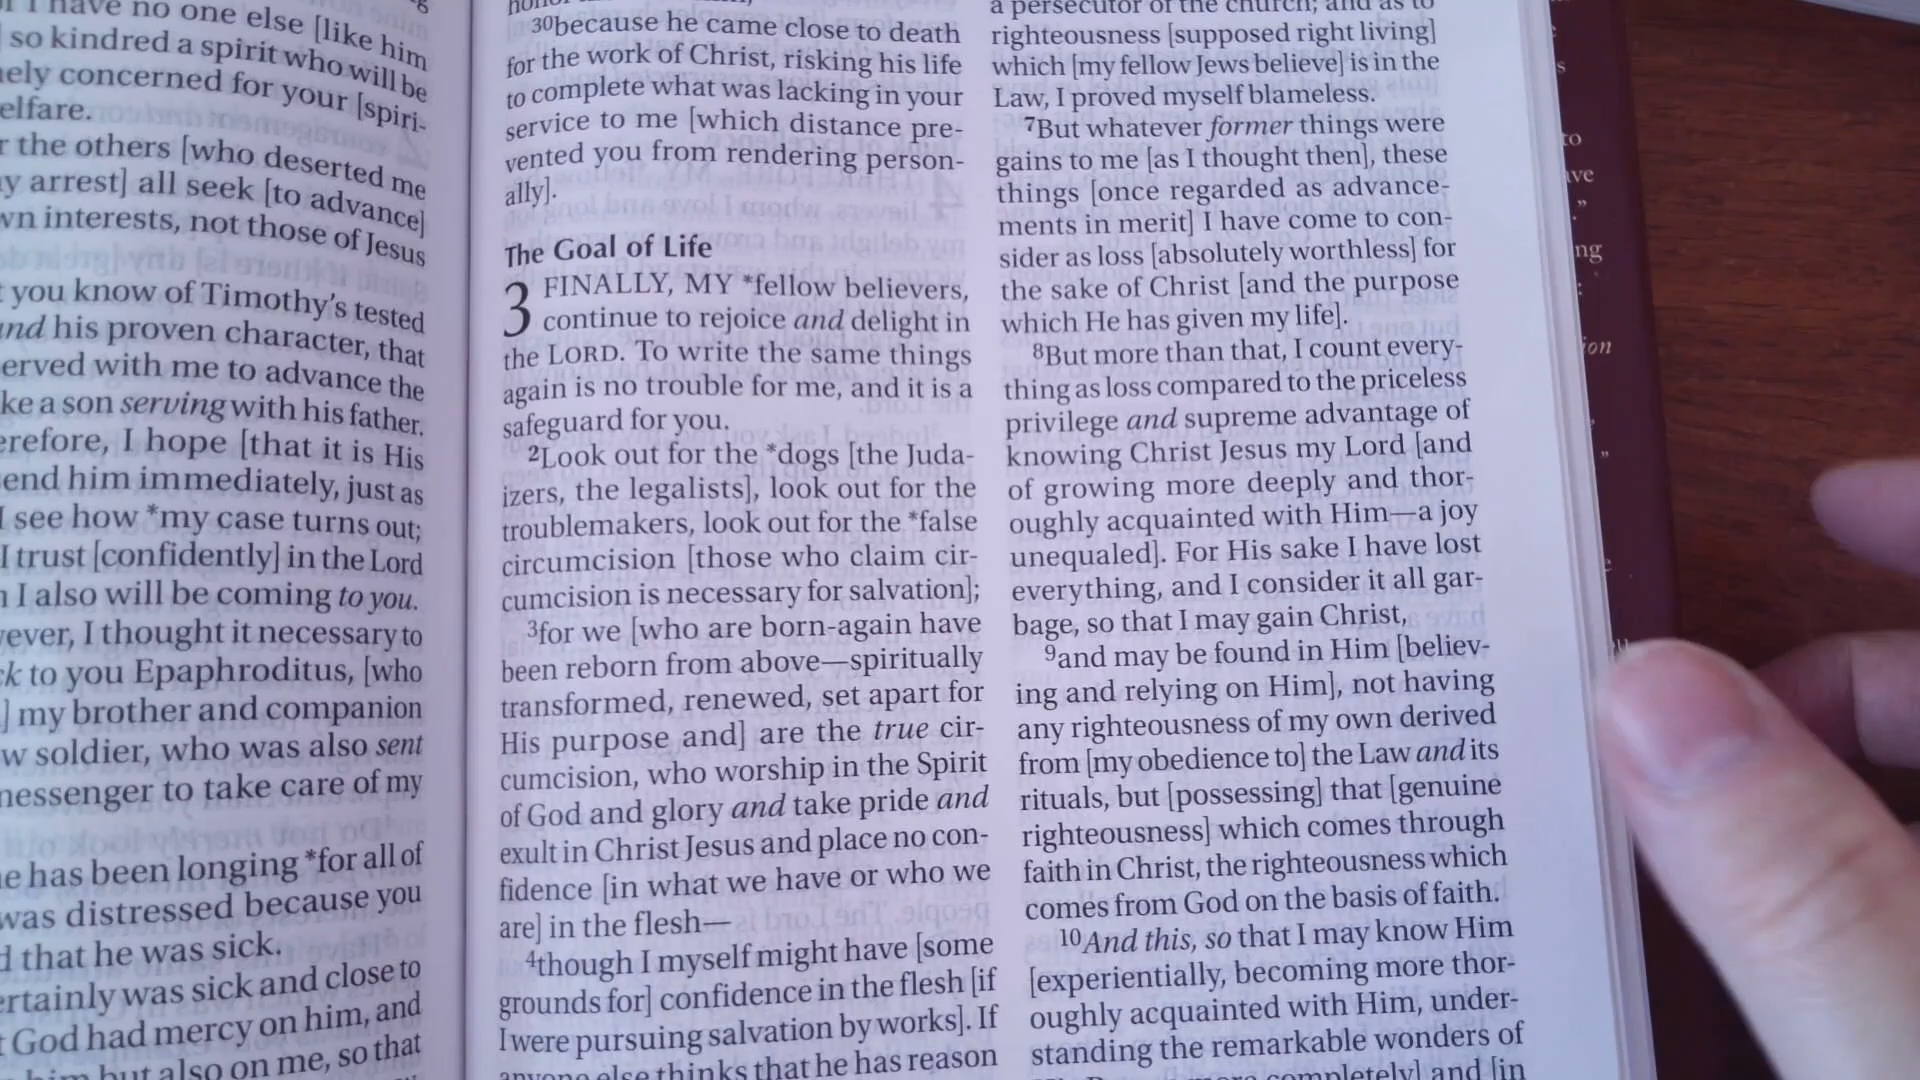 have no one else [like him
so kindred a spirit who will be
ely concerned for your [spiri-
elfare.
the others [who deserted me
y arrest] all seek [to advance]
wn interests, not those of Jesus
you know of Timothy's tested
and his proven character, that
erved with me to advance the
ke a son serving with his father.
erefore, I hope [that it is His
end him immediately, just as
I see how *my case turns out;
I trust [confidently] in the Lord
I also will be coming to you.
ever, I thought it necessary to
k to you Epaphroditus, [who
] my brother and companion
w soldier, who was also sent
nessenger to take care of my
e has been longing *for all of
was distressed because you
d that he was sick.
ertainly was sick and close to
God had mercy on him, and
him but also on me, so that
30because he came close to death
for the work of Christ, risking his life
to complete what was lacking in your
service to me [which distance pre-
vented you from rendering person-
ally].
The Goal of Life
3 FINALLY, MY *fellow believers,
continue to rejoice and delight in
the LORD. To write the same things
again is no trouble for me, and it is a
safeguard for you.
2Look out for the *dogs [the Juda-
izers, the legalists], look out for the
troublemakers, look out for the *false
circumcision [those who claim cir-
cumcision is necessary for salvation];
3for we [who are born-again have
been reborn from above—spiritually
transformed, renewed, set apart for
His purpose and] are the true cir-
cumcision, who worship in the Spirit
of God and glory and take pride and
exult in Christ Jesus and place no con-
fidence [in what we have or who we
are] in the flesh—
4though I myself might have [some
grounds for] confidence in the flesh [if
I were pursuing salvation by works]. If
anyone else thinks that he has reason
a persecutor of the church; and as to
righteousness [supposed right living]
which [my fellow Jews believe] is in the
Law, I proved myself blameless.
7But whatever former things were
gains to me [as I thought then], these
things [once regarded as advance-
ments in merit] I have come to con-
sider as loss [absolutely worthless] for
the sake of Christ [and the purpose
which He has given my life].
8But more than that, I count every-
thing as loss compared to the priceless
privilege and supreme advantage of
knowing Christ Jesus my Lord [and
of growing more deeply and thor-
oughly acquainted with Him—a joy
unequaled]. For His sake I have lost
everything, and I consider it all gar-
bage, so that I may gain Christ,
9and may be found in Him [believ-
ing and relying on Him], not having
any righteousness of my own derived
from [my obedience to] the Law and its
rituals, but [possessing] that [genuine
righteousness] which comes through
faith in Christ, the righteousness which
comes from God on the basis of faith.
10And this, so that I may know Him
[experientially, becoming more thor-
oughly acquainted with Him, under-
standing the remarkable wonders of
completely] and [in
to
ve
."
ng
:
ion